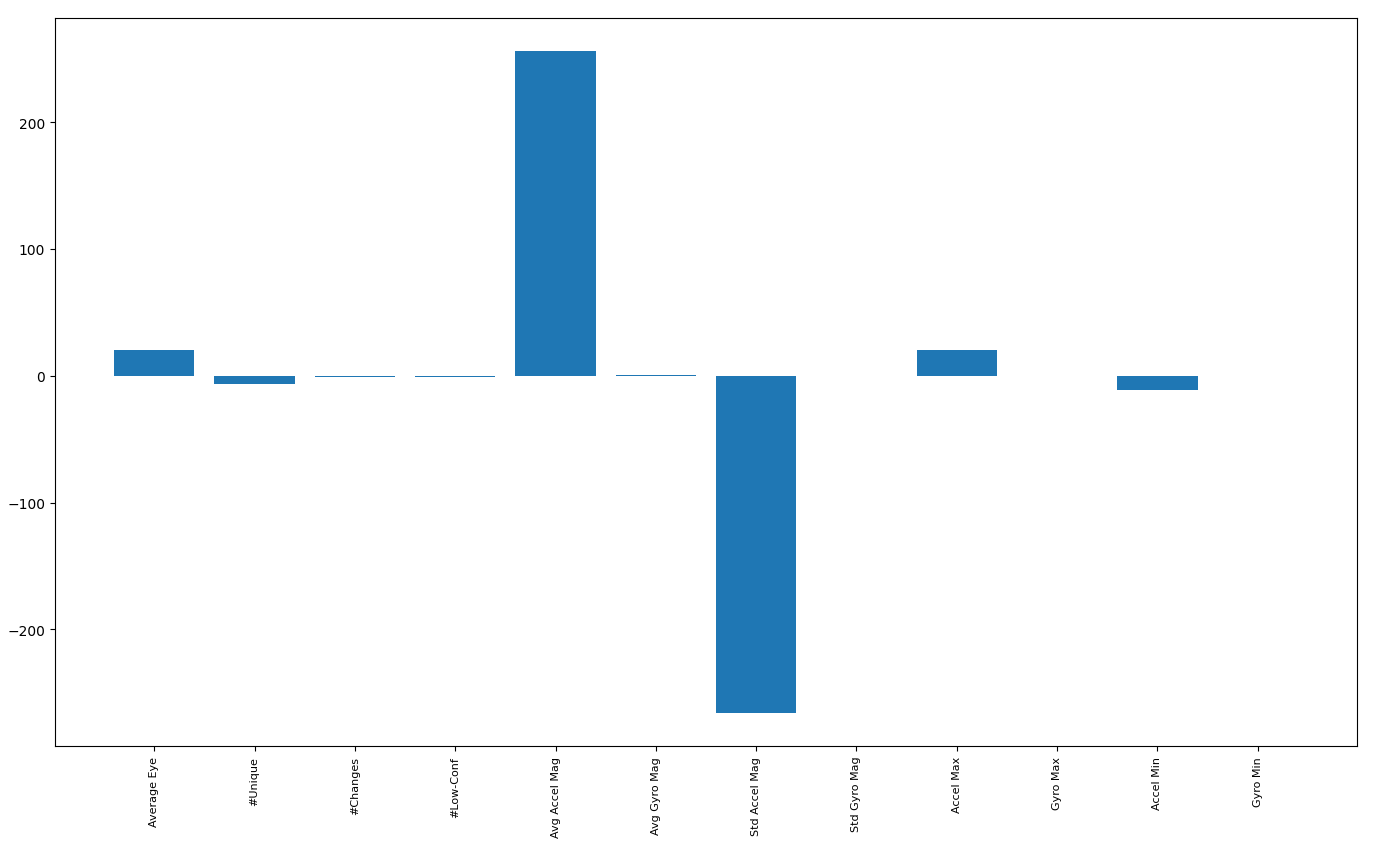 200
100
0
−100
−200
Average Eye
#Unique
#Changes
#Low-Conf
Avg Accel Mag
Avg Gyro Mag
Std Accel Mag
Std Gyro Mag
Accel Max
Gyro Max
Accel Min
Gyro Min